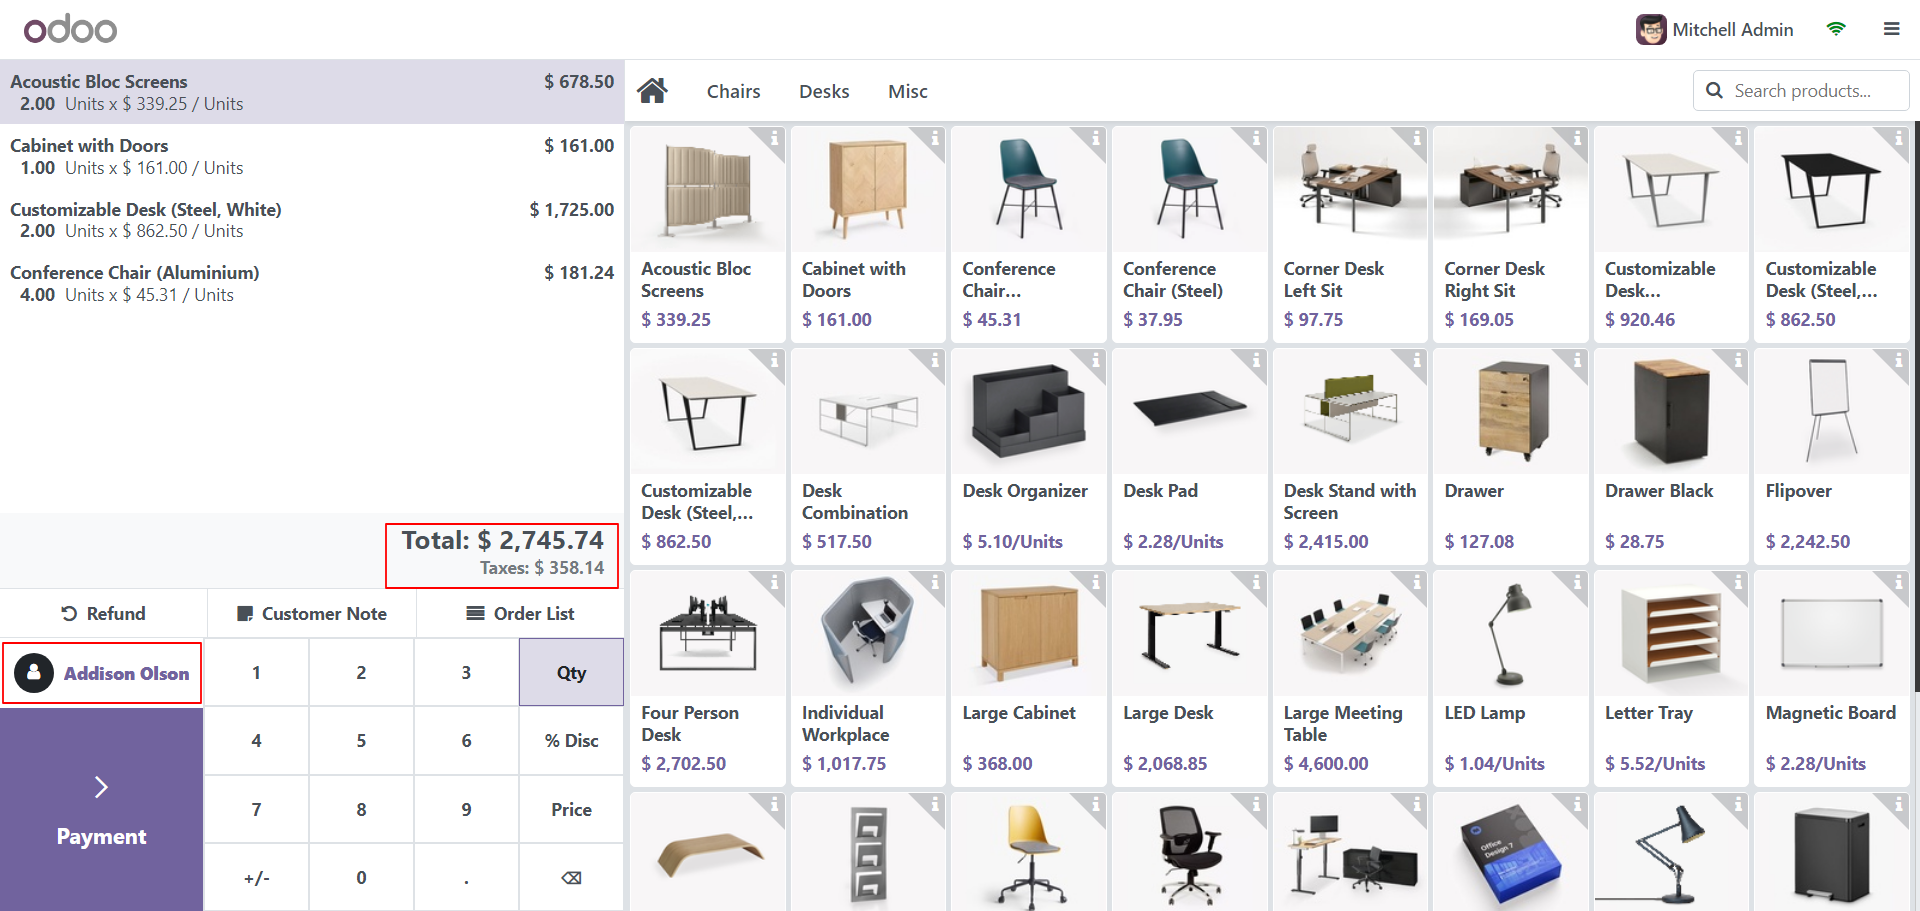 odoo
Mitchell Admin
Acoustic Bloc Screens $ 678.50
2.00 Units x $ 339.25 / Units
Cabinet with Doors $ 161.00
1.00 Units x $ 161.00 / Units
Customizable Desk (Steel, White) $ 1,725.00
2.00 Units x $ 862.50 / Units
Conference Chair (Aluminium) $ 181.24
4.00 Units x $ 45.31 / Units
Total: $ 2,745.74
Taxes: $ 358.14
Refund Customer Note Order List
Addison Olson
Payment
1 2 3 Qty
4 5 6 % Disc
7 8 9 Price
+/- 0 .
Chairs Desks Misc
Search products...
Acoustic Bloc
Screens
$ 339.25
Cabinet with
Doors
$ 161.00
Conference
Chair...
$ 45.31
Conference
Chair (Steel)
$ 37.95
Corner Desk
Left Sit
$ 97.75
Corner Desk
Right Sit
$ 169.05
Customizable
Desk...
$ 920.46
Customizable
Desk (Steel,...
$ 862.50
Customizable
Desk (Steel,...
$ 862.50
Desk
Combination
$ 517.50
Desk Organizer
$ 5.10/Units
Desk Pad
$ 2.28/Units
Desk Stand with
Screen
$ 2,415.00
Drawer
$ 127.08
Drawer Black
$ 28.75
Flipover
$ 2,242.50
Four Person
Desk
$ 2,702.50
Individual
Workplace
$ 1,017.75
Large Cabinet
$ 368.00
Large Desk
$ 2,068.85
Large Meeting
Table
$ 4,600.00
LED Lamp
$ 1.04/Units
Letter Tray
$ 5.52/Units
Magnetic Board
$ 2.28/Units
Office
Design 7